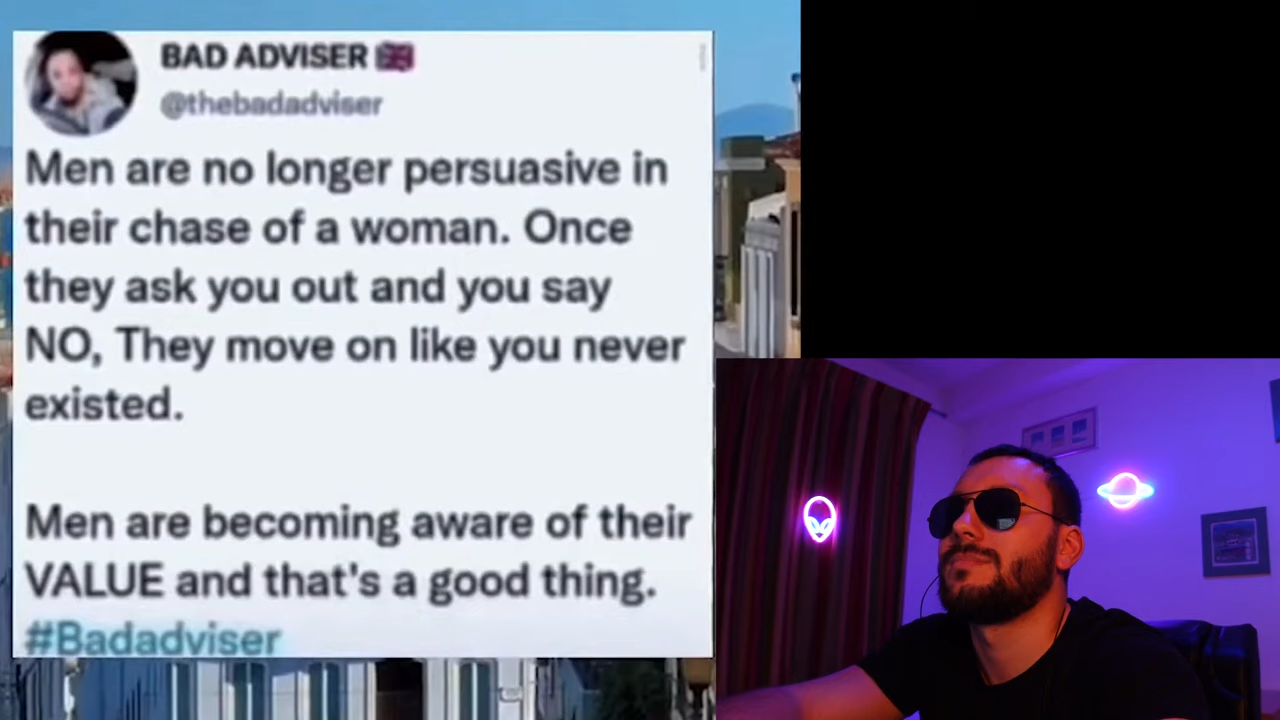 BAD ADVISER
@thebadadviser
Men are no longer persuasive in
their chase of a woman. Once
they ask you out and you say
NO, They move on like you never
existed.
Men are becoming aware of their
VALUE and that's a good thing.
#Badadviser